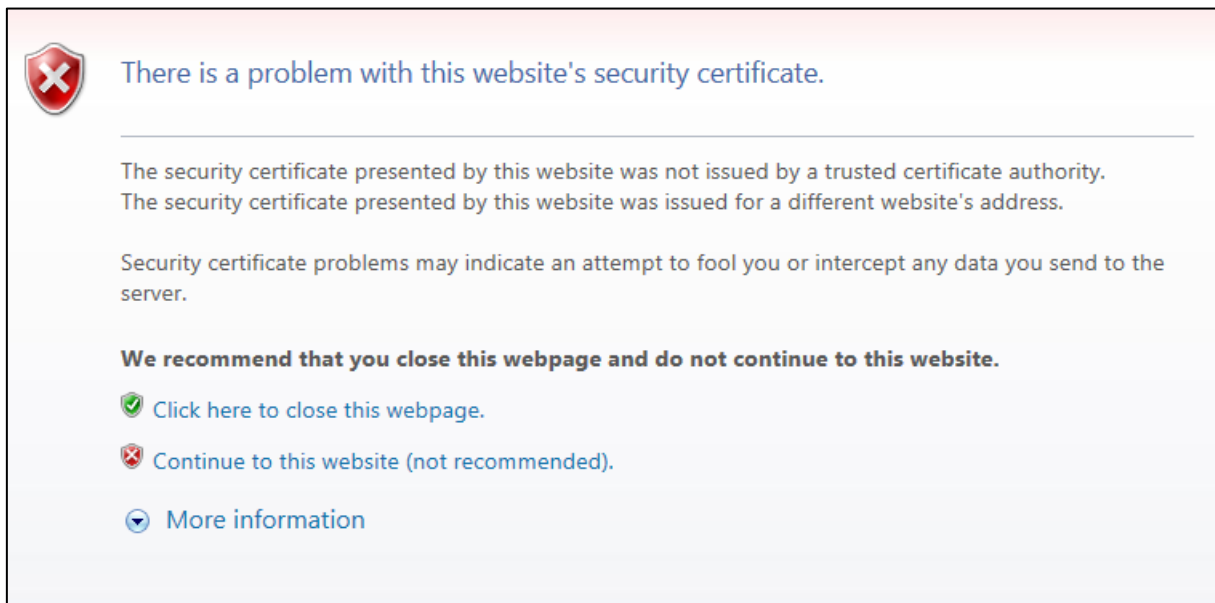 There is a problem with this website's security certificate.
The security certificate presented by this website was not issued by a trusted certificate authority.
The security certificate presented by this website was issued for a different website's address.
Security certificate problems may indicate an attempt to fool you or intercept any data you send to the
server.
We recommend that you close this webpage and do not continue to this website.
Click here to close this webpage.
Continue to this website (not recommended).
More information